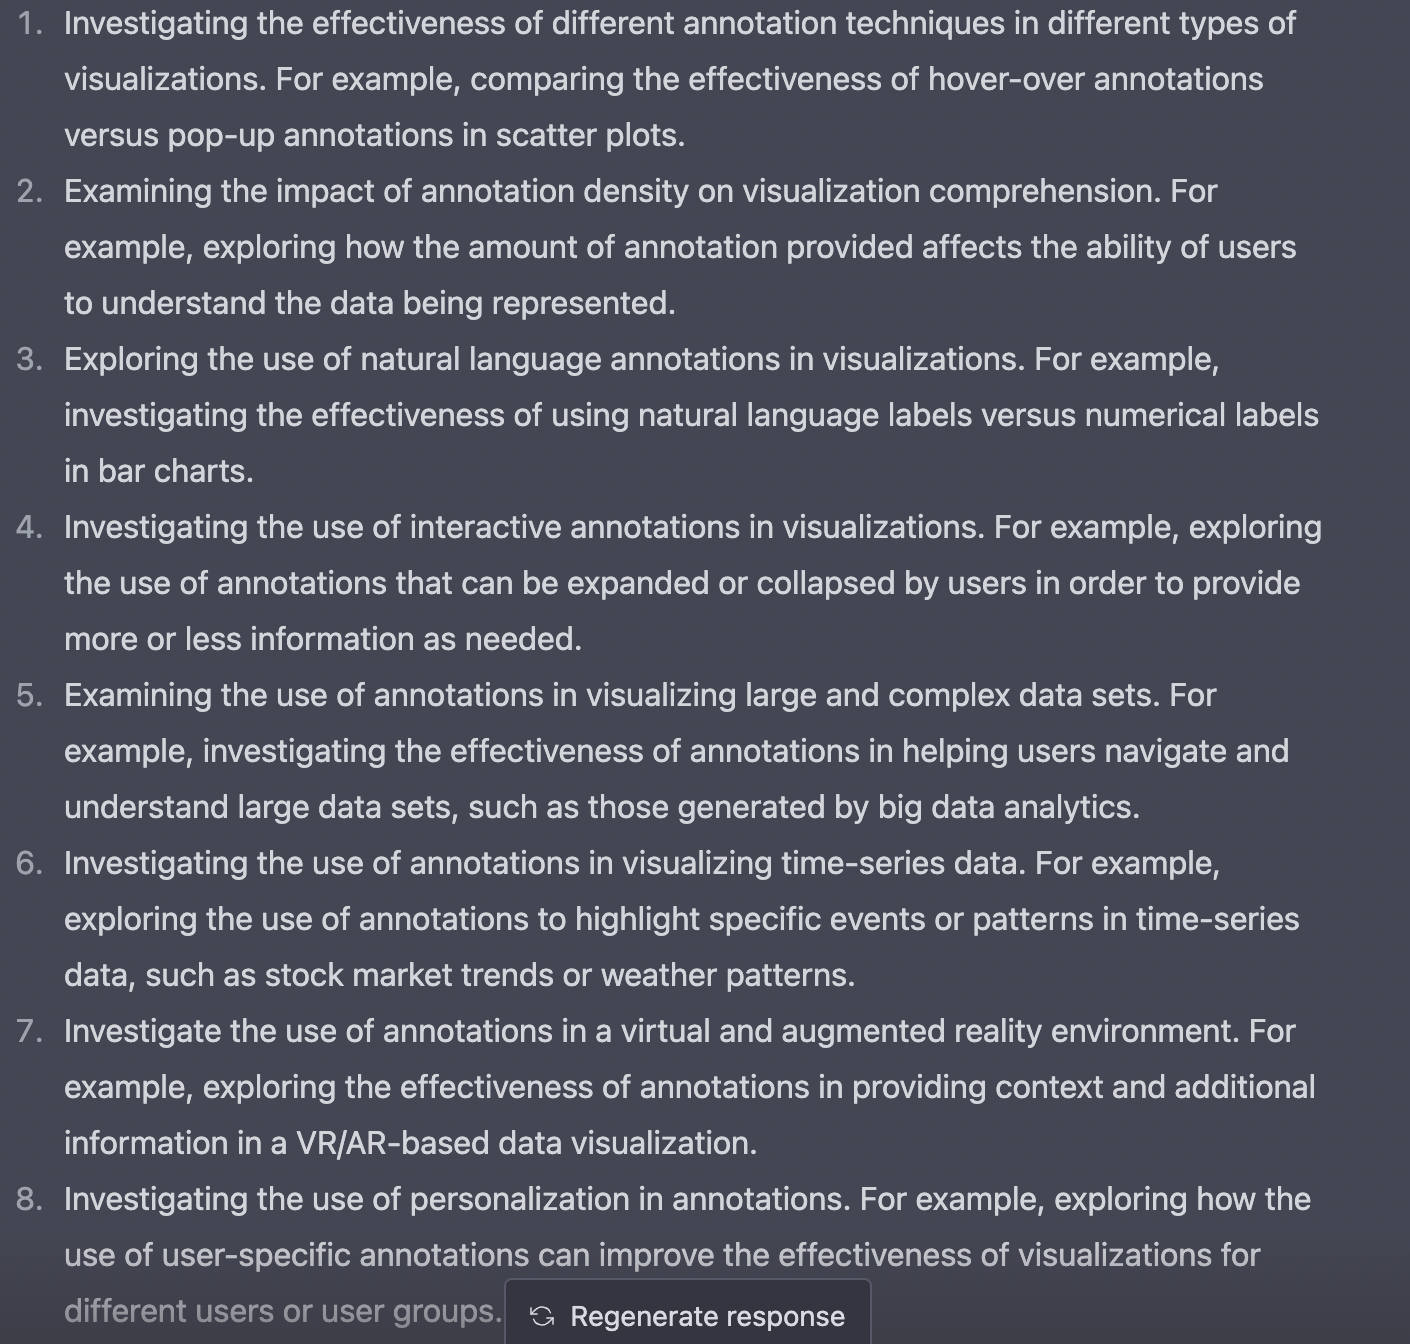 1. Investigating the effectiveness of different annotation techniques in different types of
visualizations. For example, comparing the effectiveness of hover-over annotations
versus pop-up annotations in scatter plots.
2. Examining the impact of annotation density on visualization comprehension. For
example, exploring how the amount of annotation provided affects the ability of users
to understand the data being represented.
3. Exploring the use of natural language annotations in visualizations. For example,
investigating the effectiveness of using natural language labels versus numerical labels
in bar charts.
4. Investigating the use of interactive annotations in visualizations. For example, exploring
the use of annotations that can be expanded or collapsed by users in order to provide
more or less information as needed.
5. Examining the use of annotations in visualizing large and complex data sets. For
example, investigating the effectiveness of annotations in helping users navigate and
understand large data sets, such as those generated by big data analytics.
6. Investigating the use of annotations in visualizing time-series data. For example,
exploring the use of annotations to highlight specific events or patterns in time-series
data, such as stock market trends or weather patterns.
7. Investigate the use of annotations in a virtual and augmented reality environment. For
example, exploring the effectiveness of annotations in providing context and additional
information in a VR/AR-based data visualization.
8. Investigating the use of personalization in annotations. For example, exploring how the
use of user-specific annotations can improve the effectiveness of visualizations for
different users or user groups.
Regenerate response